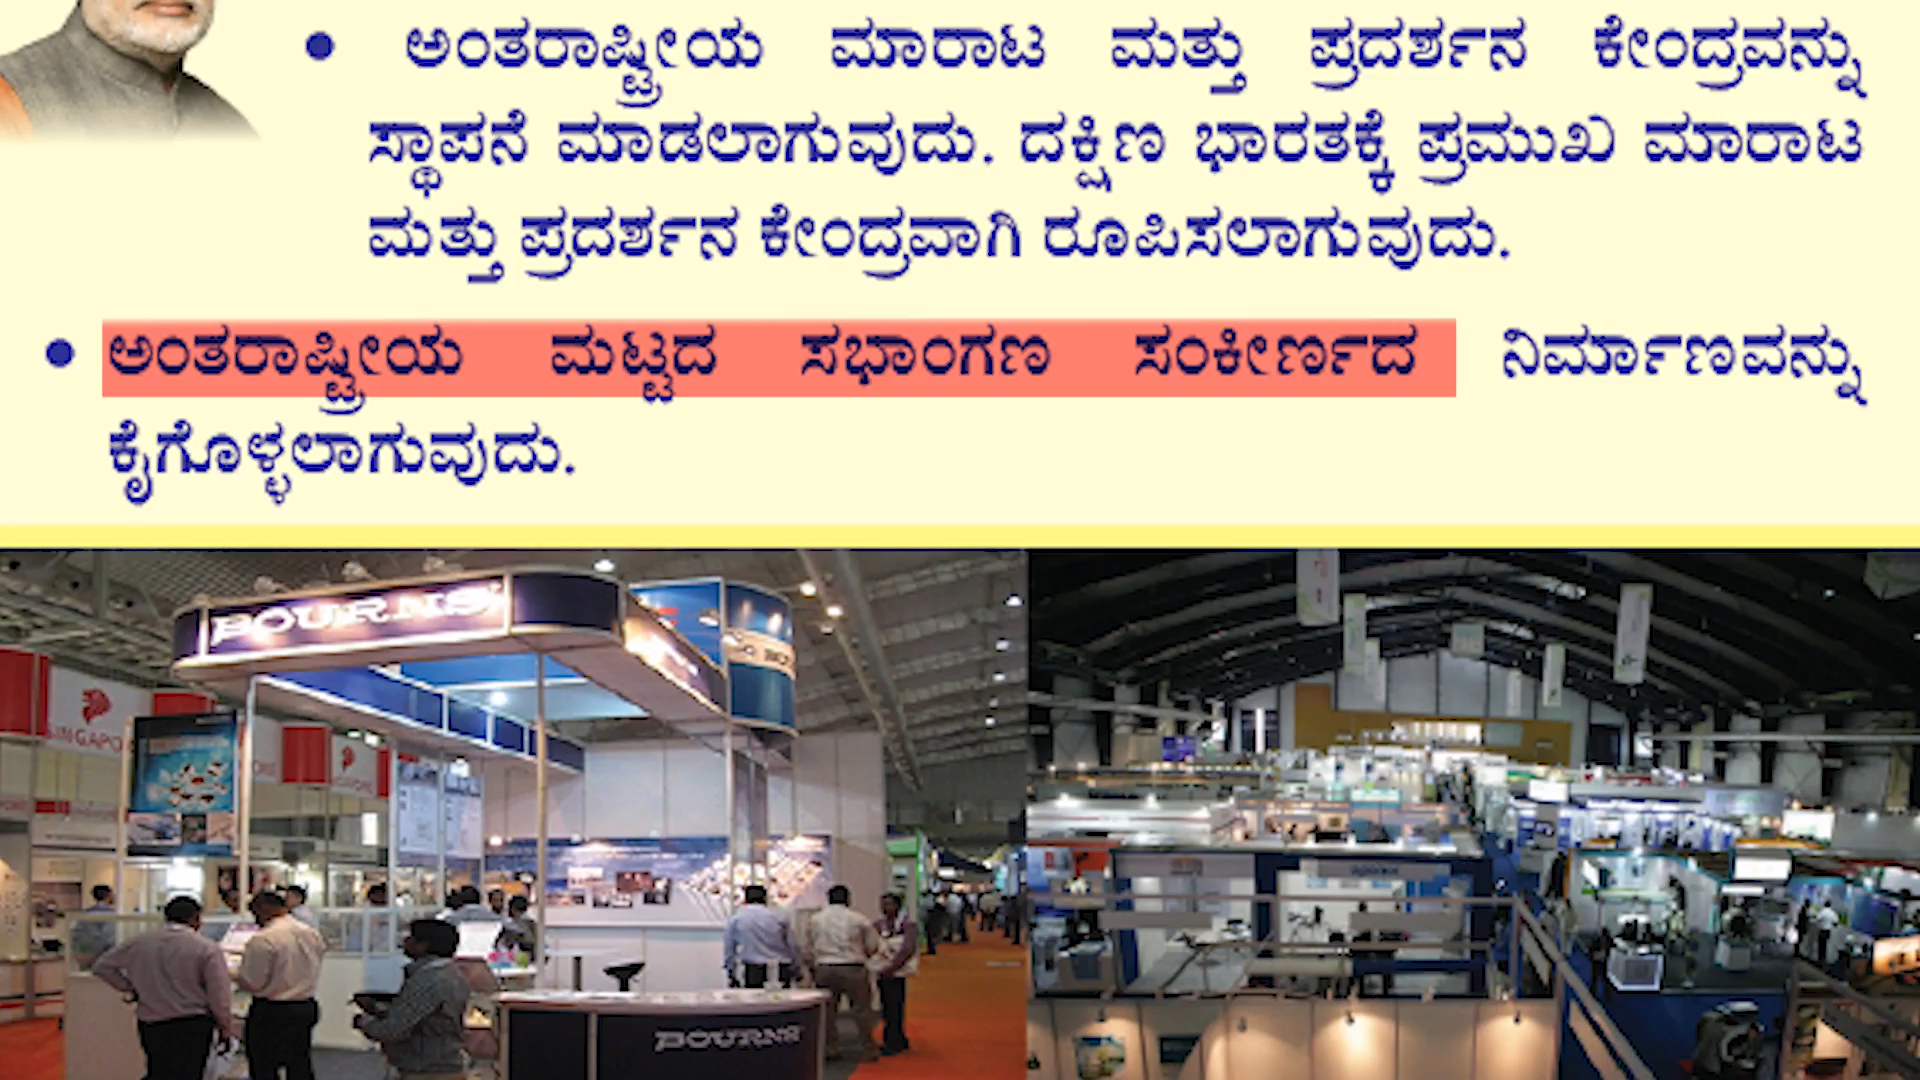 • ಅಂತರಾಷ್ಟ್ರೀಯ ಮಾರಾಟ ಮತ್ತು ಪ್ರದರ್ಶನ ಕೇಂದ್ರವನ್ನು
ಸ್ಥಾಪನೆ ಮಾಡಲಾಗುವುದು. ದಕ್ಷಿಣ ಭಾರತಕ್ಕೆ ಪ್ರಮುಖ ಮಾರಾಟ
ಮತ್ತು ಪ್ರದರ್ಶನ ಕೇಂದ್ರವಾಗಿ ರೂಪಿಸಲಾಗುವುದು.
• ಅಂತರಾಷ್ಟ್ರೀಯ ಮಟ್ಟದ ಸಭಾಂಗಣ ಸಂಕೀರ್ಣದ ನಿರ್ಮಾಣವನ್ನು
ಕೈಗೊಳ್ಳಲಾಗುವುದು.
BOURNS
BOURNS